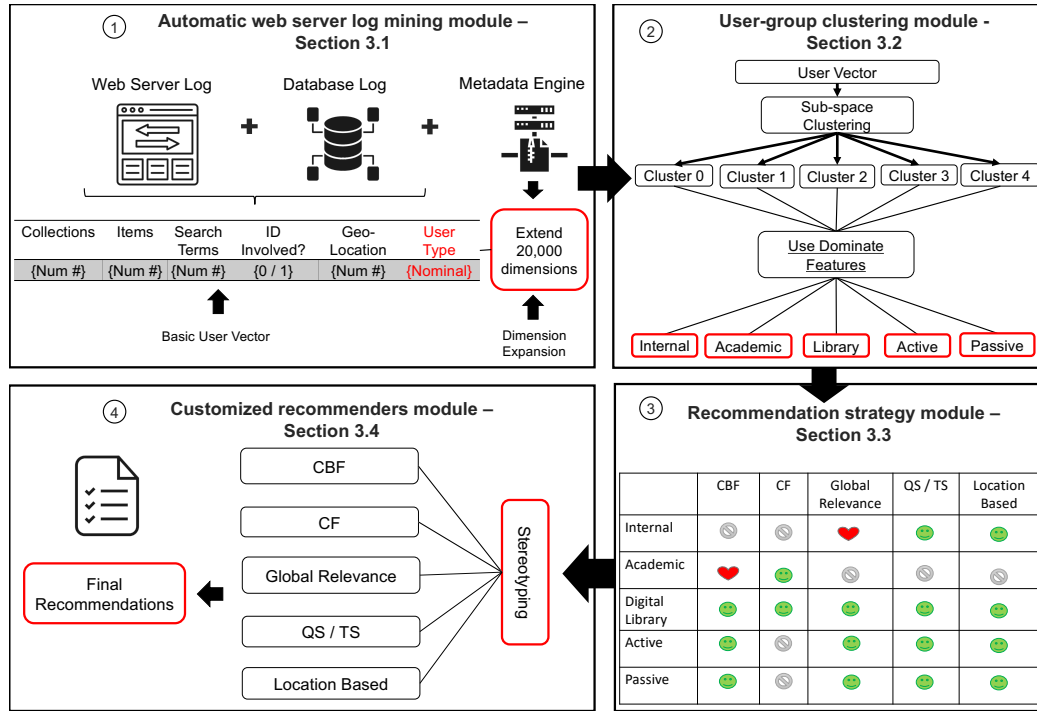 1
Automatic web server log mining module –
Section 3.1
Web Server Log
Database Log
Metadata Engine
+
+
Collections
Items
Search
Terms
ID
Involved?
Geo-
Location
User
Type
{Num #}
{Num #}
{Num #}
{0 / 1}
{Num #}
{Nominal}
Extend
20,000
dimensions
Basic User Vector
Dimension
Expansion
2
User-group clustering module -
Section 3.2
User Vector
Sub-space
Clustering
Cluster 0
Cluster 1
Cluster 2
Cluster 3
Cluster 4
Use Dominate
Features
Internal
Academic
Library
Active
Passive
3
Recommendation strategy module –
Section 3.3
CBF
CF
Global
Relevance
QS / TS
Location
Based
Internal
Academic
Digital
Library
Active
Passive
4
Customized recommenders module –
Section 3.4
CBF
CF
Global Relevance
QS / TS
Location Based
Stereotyping
Final
Recommendations